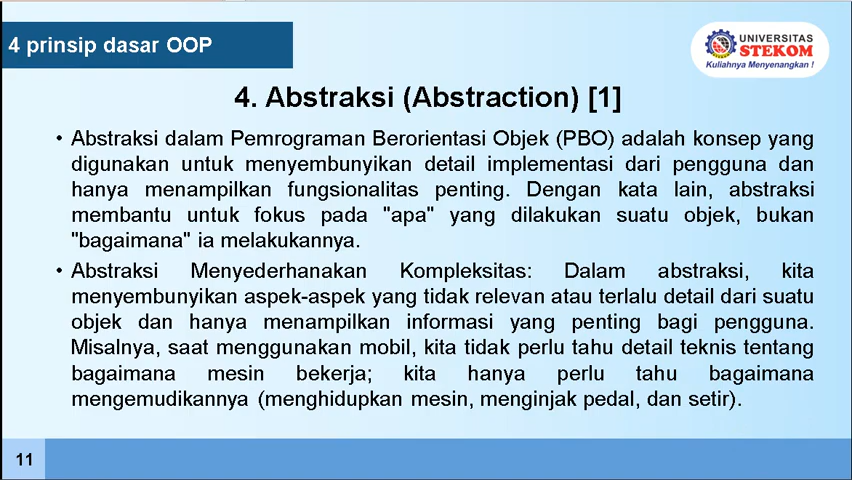 4 prinsip dasar OOP
UNIVERSITAS
STEKOM
Kuliahnya Menyenangkan !
4. Abstraksi (Abstraction) [1]
• Abstraksi dalam Pemrograman Berorientasi Objek (PBO) adalah konsep yang
digunakan untuk menyembunyikan detail implementasi dari pengguna dan
hanya menampilkan fungsionalitas penting. Dengan kata lain, abstraksi
membantu untuk fokus pada "apa" yang dilakukan suatu objek, bukan
"bagaimana" ia melakukannya.
• Abstraksi Menyederhanakan Kompleksitas: Dalam abstraksi, kita
menyembunyikan aspek-aspek yang tidak relevan atau terlalu detail dari suatu
objek dan hanya menampilkan informasi yang penting bagi pengguna.
Misalnya, saat menggunakan mobil, kita tidak perlu tahu detail teknis tentang
bagaimana mesin bekerja; kita hanya perlu tahu bagaimana
mengemudikannya (menghidupkan mesin, menginjak pedal, dan setir).
11